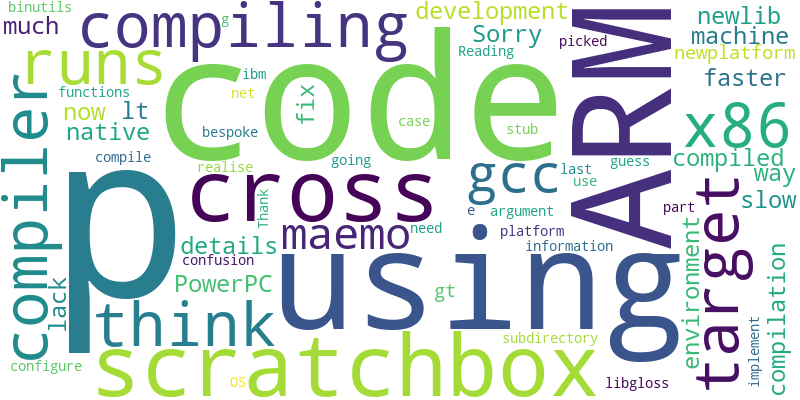 binutils
g
development
newlib
much
compiling
Sorry
machine
picked
Reading
newplatform
runs
code
ARM
ibm
faster
functions
net
fix
x86
now
lt
case
stub
native
bespoke
compiler
compile
going
last
guess
compiled
realise
gcc
use
way
p
cross
Thank
e
argument
part
slow
maemo
need
platform
target
details
using
information
environment
confusion
lack
PowerPC
gt
compilation
think
subdirectory
implement
scratchbox
configure
OS
libgloss